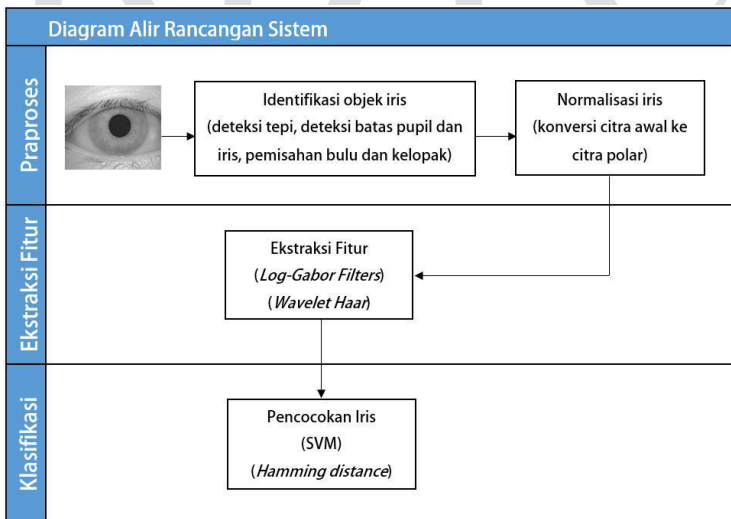 Diagram Alir Rancangan Sistem
Praproses
Identifikasi objek iris
(deteksi tepi, deteksi batas pupil dan
iris, pemisahan bulu dan kelopak)
Normalisasi iris
(konversi citra awal ke
citra polar)
Ekstraksi Fitur
Ekstraksi Fitur
(Log-Gabor Filters)
(Wavelet Haar)
Klasifikasi
Pencocokan Iris
(SVM)
(Hamming distance)